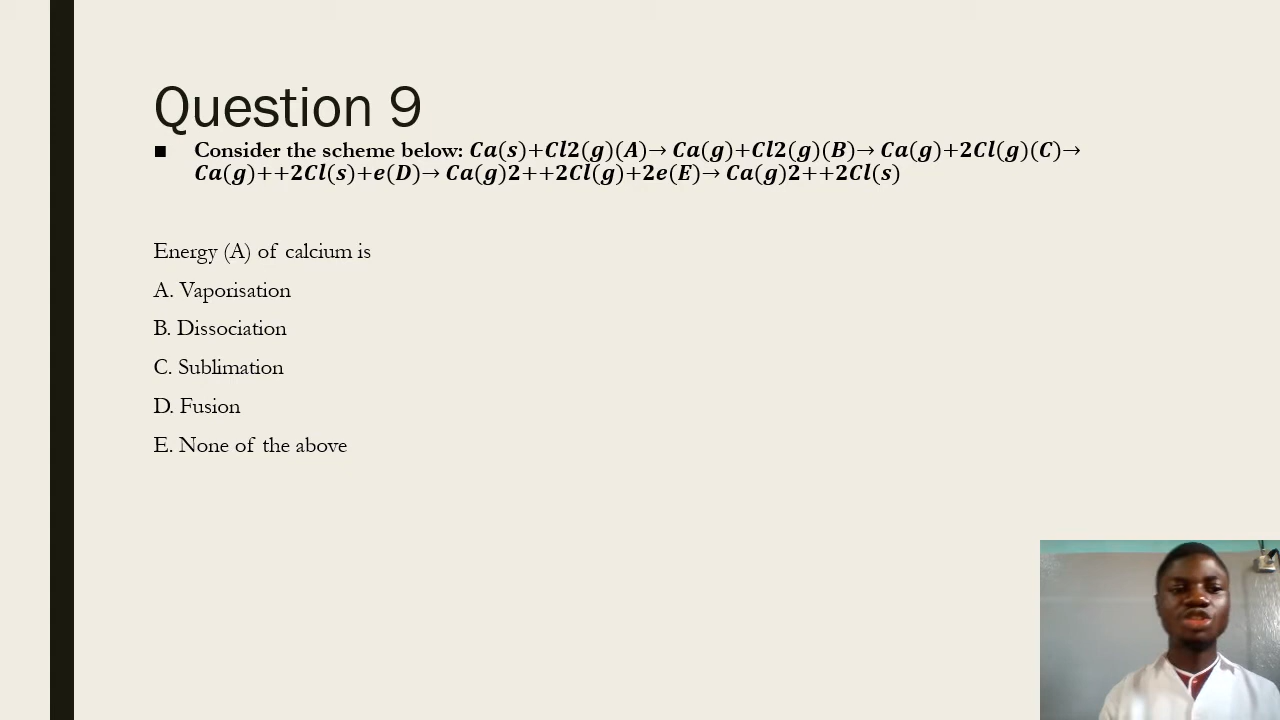 Question 9
■ Consider the scheme below: Ca(s)+Cl2(g)(A)→ Ca(g)+Cl2(g)(B)→ Ca(g)+2Cl(g)(C)→
Ca(g)++2Cl(s)+e(D)→ Ca(g)2++2Cl(g)+2e(E)→ Ca(g)2++2Cl(s)
Energy (A) of calcium is
A. Vaporisation
B. Dissociation
C. Sublimation
D. Fusion
E. None of the above